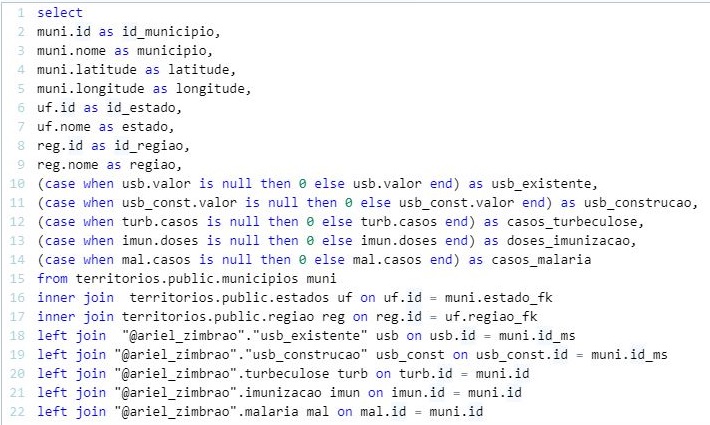 1 select
2 muni.id as id_municipio,
3 muni.nome as municipio,
4 muni.latitude as latitude,
5 muni.longitude as longitude,
6 uf.id as id_estado,
7 uf.nome as estado,
8 reg.id as id_regiao,
9 reg.nome as regiao,
10 (case when usb.valor is null then 0 else usb.valor end) as usb_existente,
11 (case when usb_const.valor is null then 0 else usb_const.valor end) as usb_construcao,
12 (case when turb.casos is null then 0 else turb.casos end) as casos_turbeculose,
13 (case when imun.doses is null then 0 else imun.doses end) as doses_imunizacao,
14 (case when mal.casos is null then 0 else mal.casos end) as casos_malaria
15 from territorios.public.municipios muni
16 inner join  territorios.public.estados uf on uf.id = muni.estado_fk
17 inner join territorios.public.regiao reg on reg.id = uf.regiao_fk
18 left join  "@ariel_zimbrao"."usb_existente" usb on usb.id = muni.id_ms
19 left join "@ariel_zimbrao"."usb_construcao" usb_const on usb_const.id = muni.id_ms
20 left join "@ariel_zimbrao".turbeculose turb on turb.id = muni.id
21 left join "@ariel_zimbrao".imunizacao imun on imun.id = muni.id
22 left join "@ariel_zimbrao".malaria mal on mal.id = muni.id